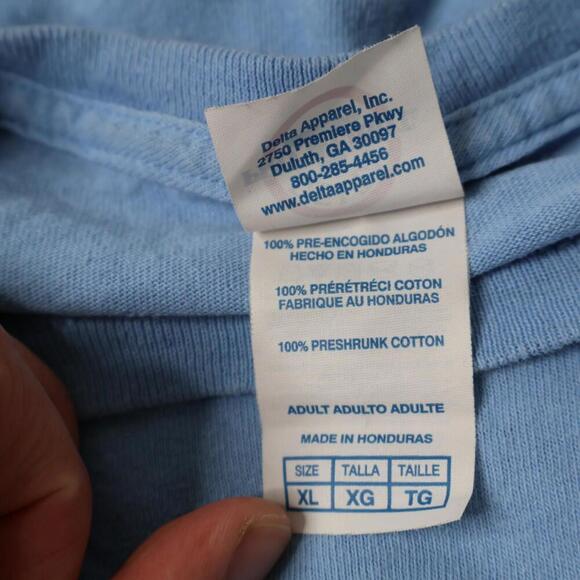 Delta Apparel, Inc.
2750 Premiere Pkwy
Duluth, GA 30097
800-285-4456
www.deltaapparel.com
100% PRE-ENCOGIDO ALGODÓN
HECHO EN HONDURAS
100% PRÉRÉTRÉCI COTON
FABRIQUE AU HONDURAS
100% PRESHRUNK COTTON
ADULT ADULTO ADULTE
MADE IN HONDURAS
SIZE TALLA TAILLE
XL XG TG